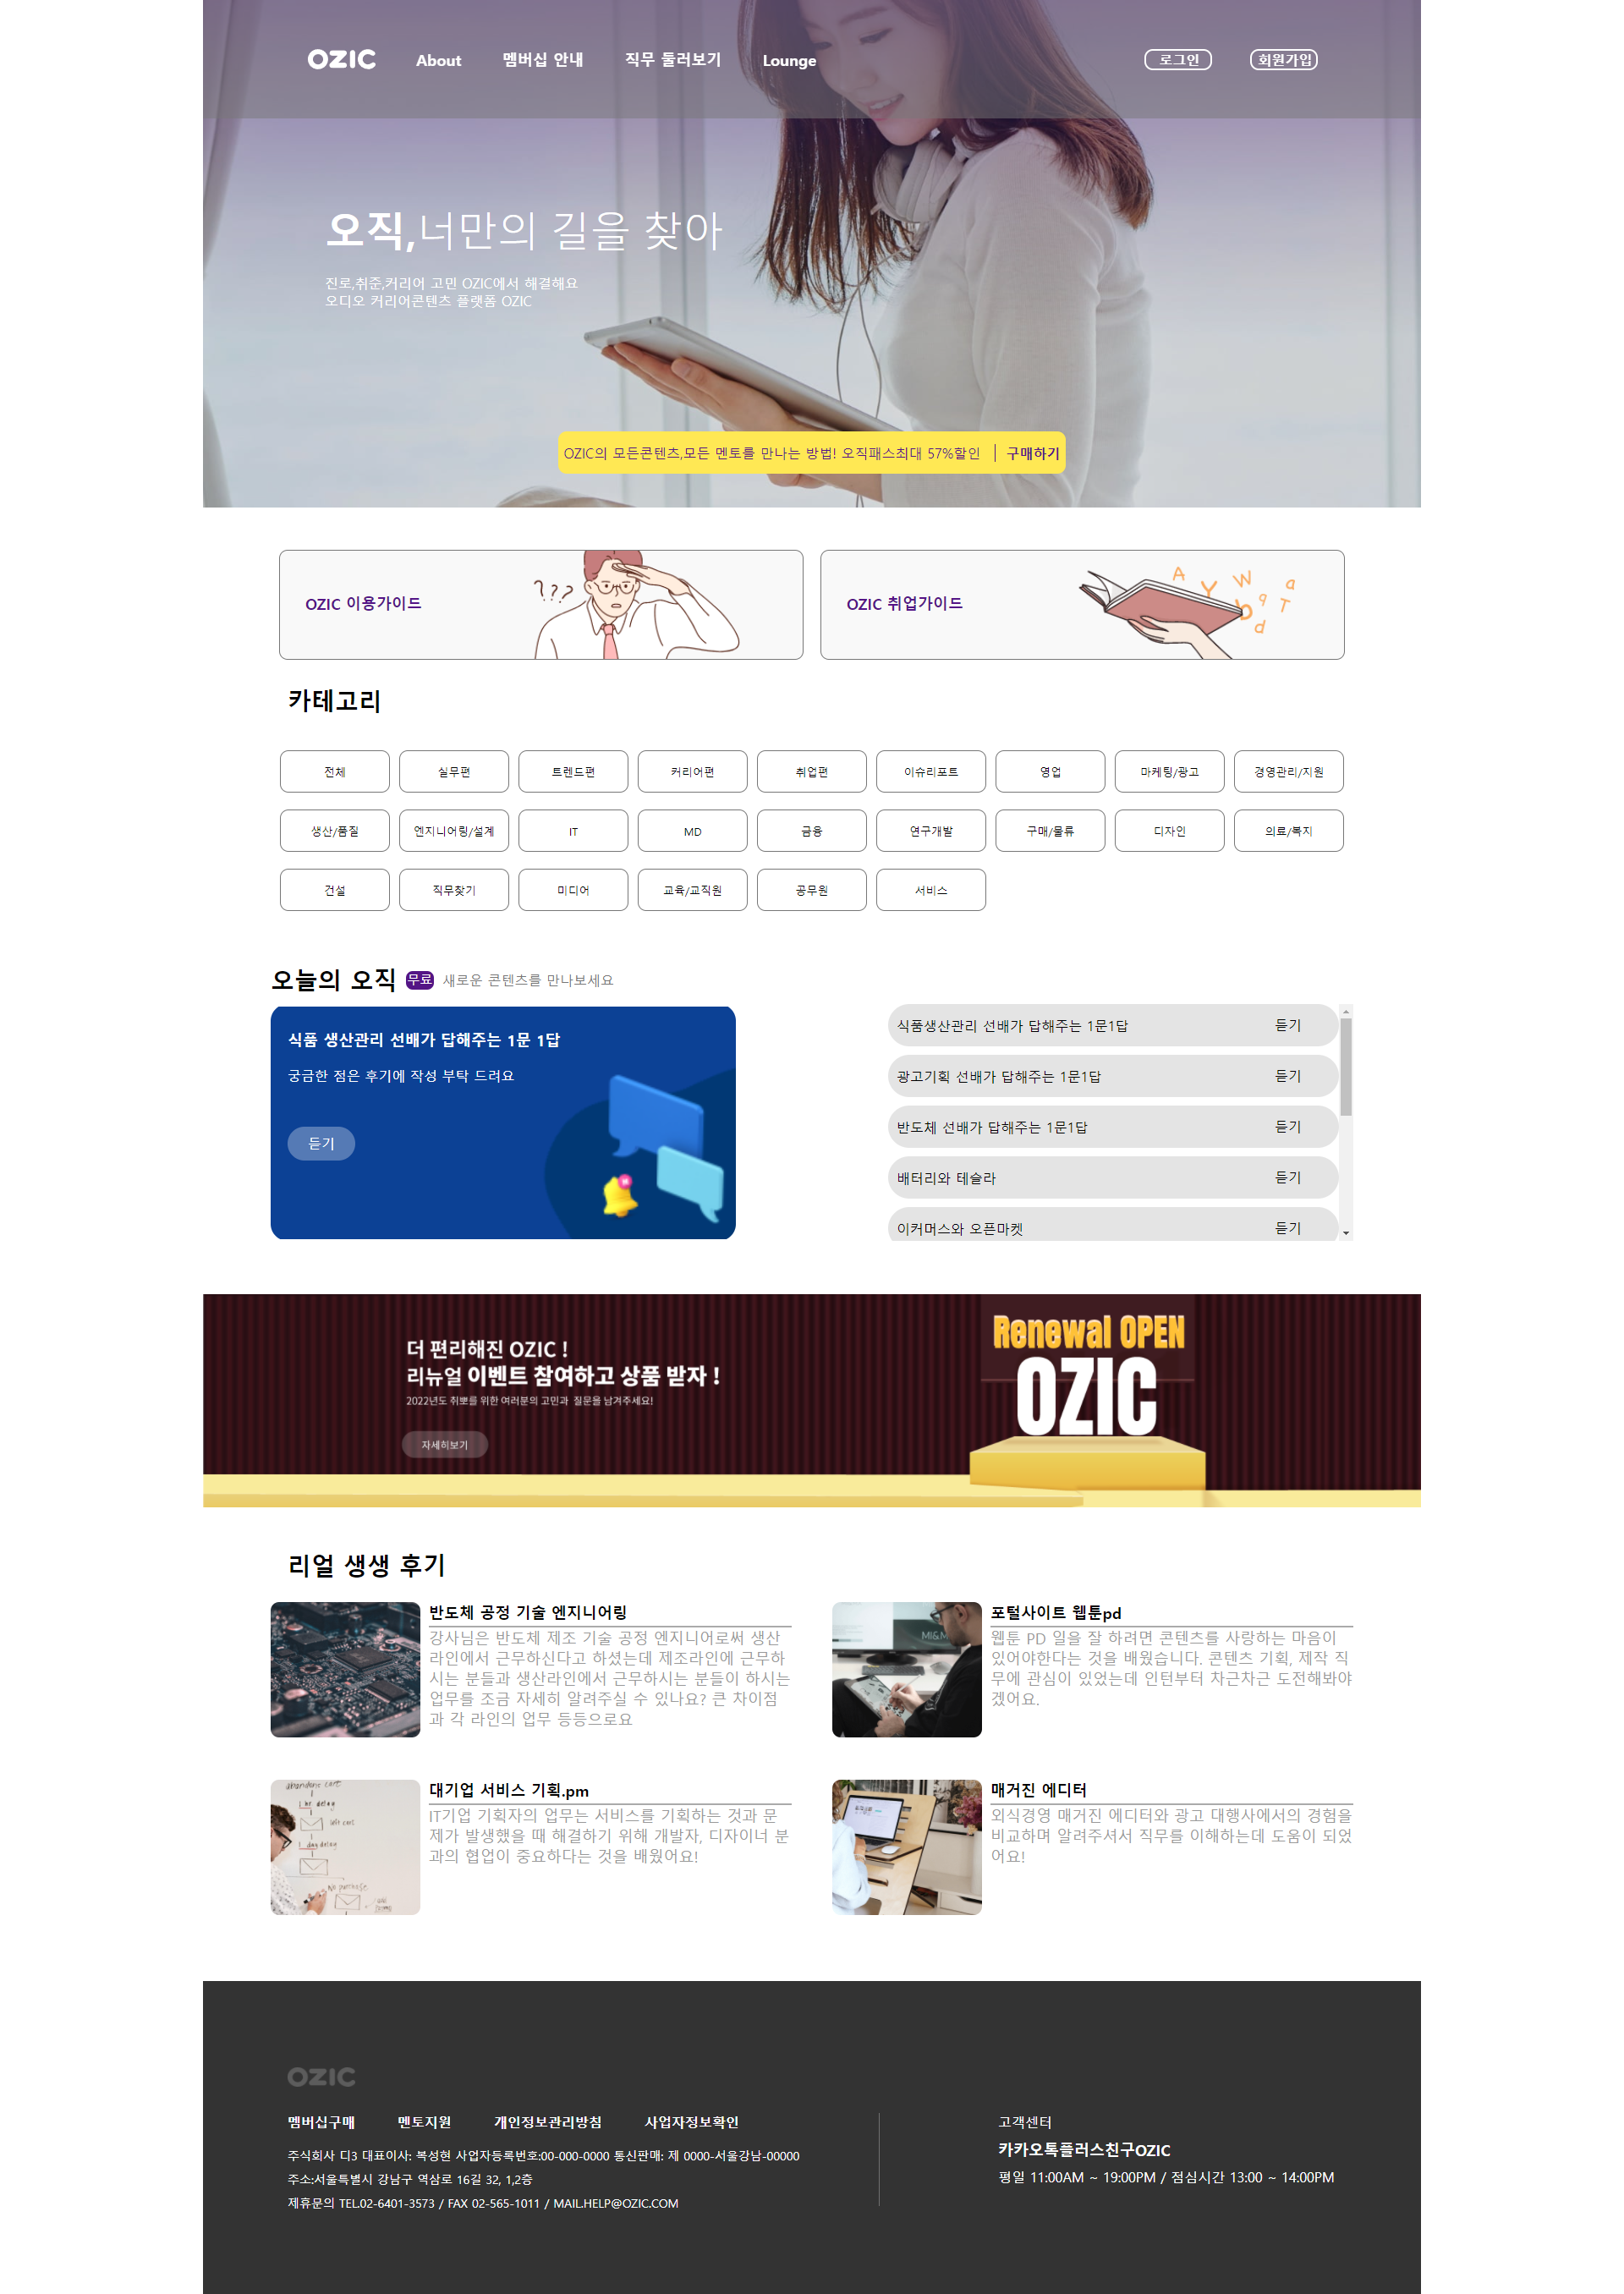 OZIC
About
멤버십 안내
직무 둘러보기
Lounge
로그인
회원가입
오직,너만의 길을 찾아
진로,취준,커리어 고민 OZIC에서 해결해요
오디오 커리어콘텐츠 플랫폼 OZIC
OZIC의 모든콘텐츠,모든 멘토를 만나는 방법! 오직패스최대 57%할인
구매하기
OZIC 이용가이드
???
OZIC 취업가이드
A Y W a b q T d
카테고리
전체
실무편
트렌드편
커리어편
취업편
이슈리포트
영업
마케팅/광고
경영관리/지원
생산/품질
엔지니어링/설계
IT
MD
금융
연구개발
구매/물류
디자인
의료/복지
건설
직무찾기
미디어
교육/교직원
공무원
서비스
오늘의 오직 무료 새로운 콘텐츠를 만나보세요
식품 생산관리 선배가 답해주는 1문 1답
궁금한 점은 후기에 작성 부탁 드려요
듣기
식품생산관리 선배가 답해주는 1문1답 듣기
광고기획 선배가 답해주는 1문1답 듣기
반도체 선배가 답해주는 1문1답 듣기
배터리와 테슬라 듣기
이커머스와 오픈마켓 듣기
더 편리해진 OZIC !
리뉴얼 이벤트 참여하고 상품 받자 !
2022년도 취뽀를 위한 여러분의 고민과 질문을 남겨주세요!
자세히보기
Renewal OPEN
OZIC
리얼 생생 후기
반도체 공정 기술 엔지니어링
강사님은 반도체 제조 기술 공정 엔지니어로써 생산
라인에서 근무하신다고 하셨는데 제조라인에 근무하
시는 분들과 생산라인에서 근무하시는 분들이 하시는
업무를 조금 자세히 알려주실 수 있나요? 큰 차이점
과 각 라인의 업무 등등으로요
MI&M
포털사이트 웹툰pd
웹툰 PD 일을 잘 하려면 콘텐츠를 사랑하는 마음이
있어야한다는 것을 배웠습니다. 콘텐츠 기획, 제작 직
무에 관심이 있었는데 인턴부터 차근차근 도전해봐야
겠어요.
abandone cart
1 hr delay
1 day delay
no purchase
대기업 서비스 기획.pm
IT기업 기획자의 업무는 서비스를 기획하는 것과 문
제가 발생했을 때 해결하기 위해 개발자, 디자이너 분
과의 협업이 중요하다는 것을 배웠어요!
매거진 에디터
외식경영 매거진 에디터와 광고 대행사에서의 경험을
비교하며 알려주셔서 직무를 이해하는데 도움이 되었
어요!
OZIC
멤버십구매
멘토지원
개인정보관리방침
사업자정보확인
주식회사 디3 대표이사: 복성현 사업자등록번호:00-000-0000 통신판매: 제 0000-서울강남-00000
주소:서울특별시 강남구 역삼로 16길 32, 1,2층
제휴문의 TEL.02-6401-3573 / FAX 02-565-1011 / MAIL.HELP@OZIC.COM
고객센터
카카오톡플러스친구OZIC
평일 11:00AM ~ 19:00PM / 점심시간 13:00 ~ 14:00PM